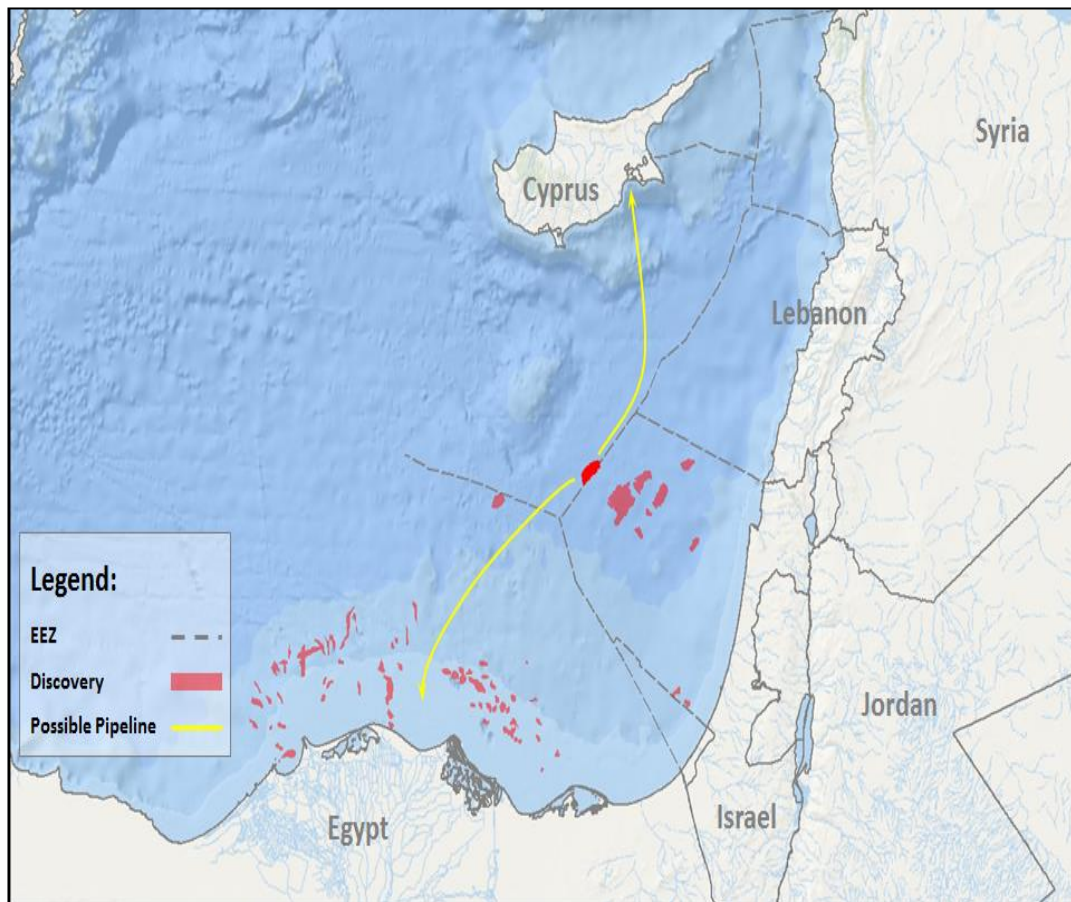 Syria
Cyprus
Lebanon
Legend:
EEZ
Discovery
Possible Pipeline
Jordan
Israel
Egypt